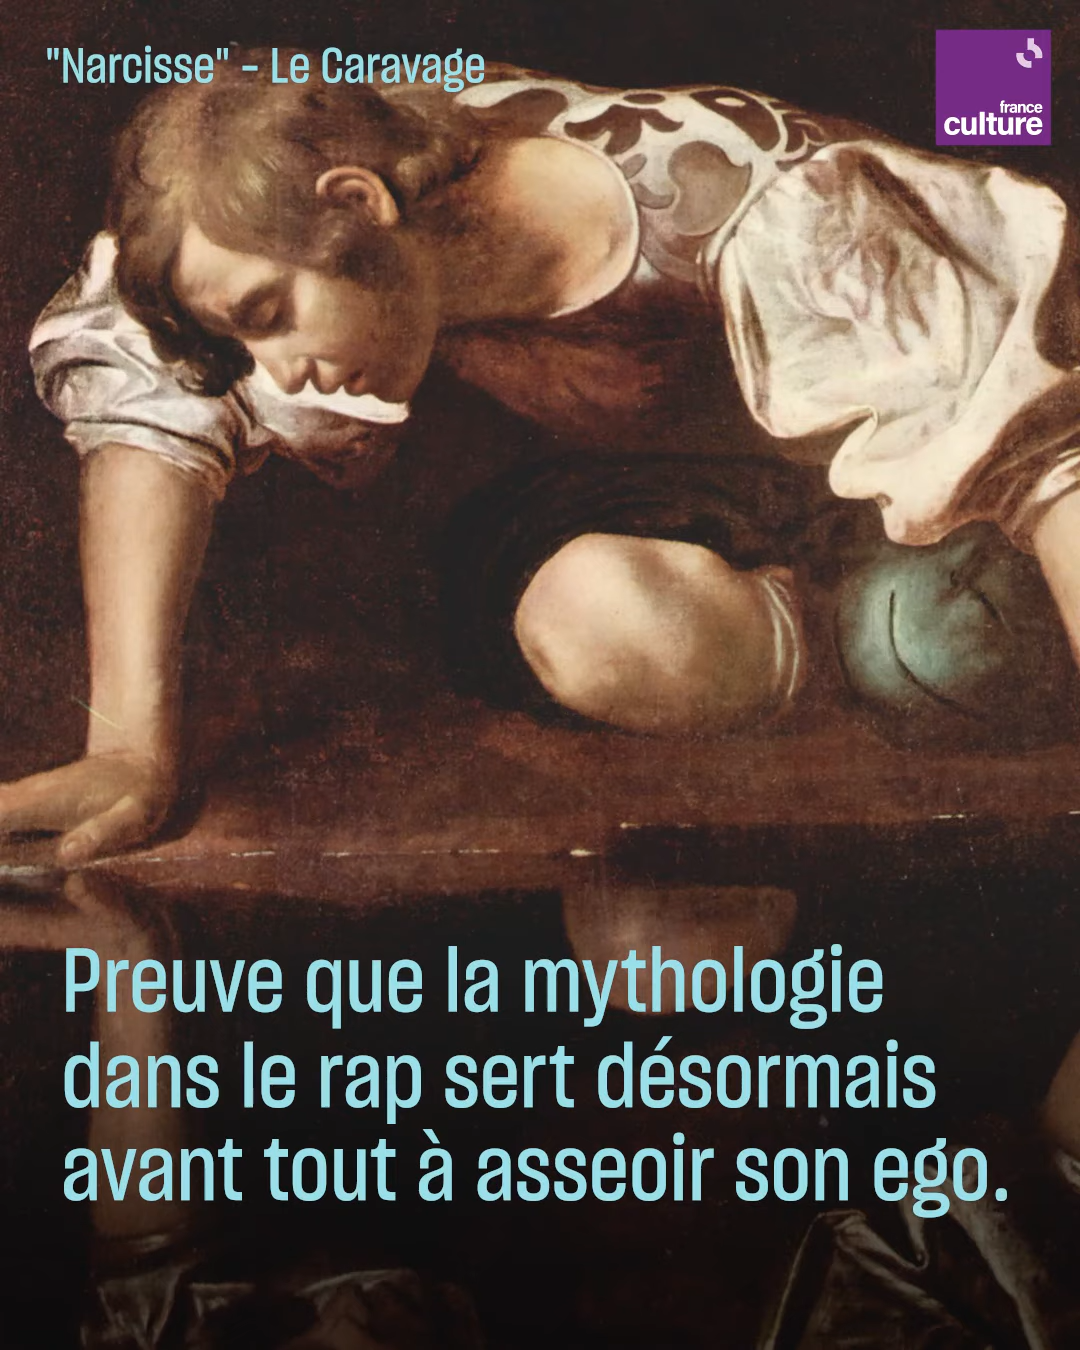 "Narcisse" - Le Caravage
france
culture
Preuve que la mythologie
dans le rap sert désormais
avant tout à asseoir son ego.